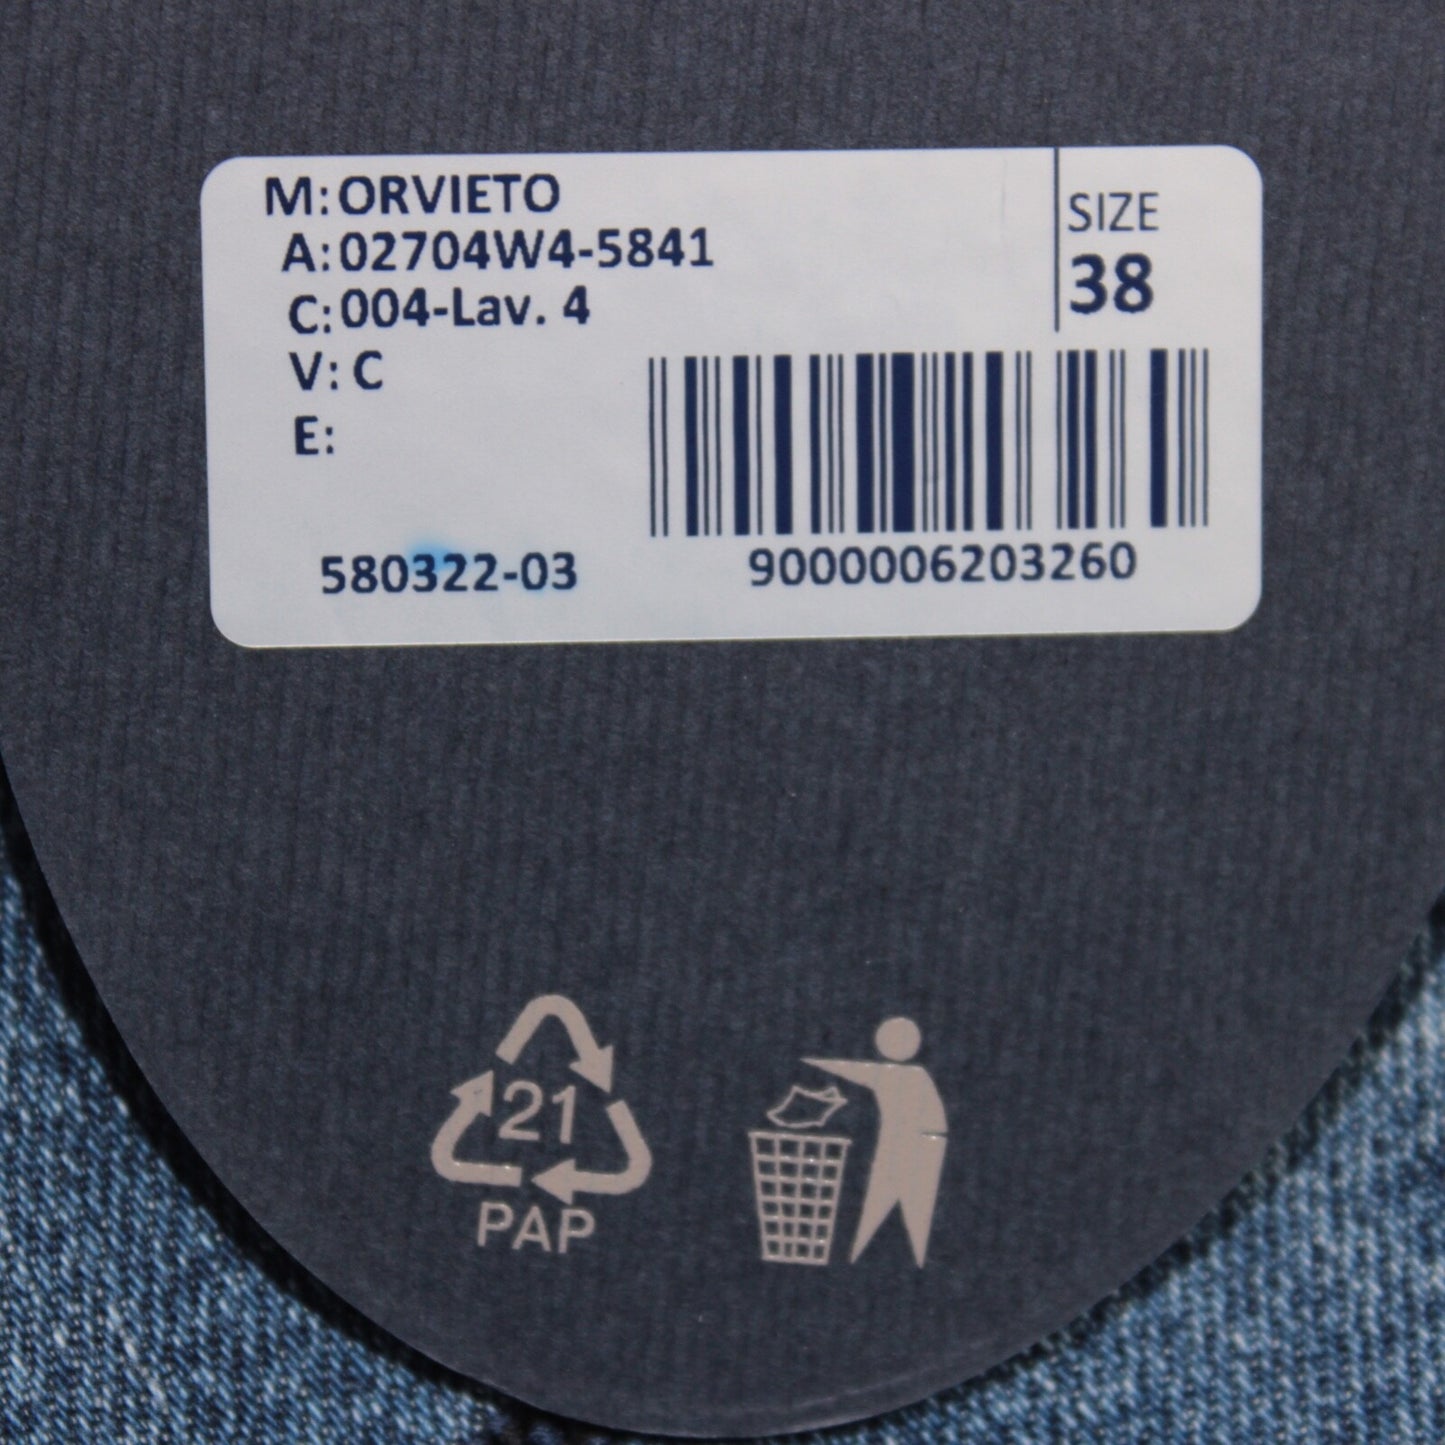 M: ORVIETO
A: 02704W4-5841
C: 004-Lav. 4
V: C
E:
SIZE
38
580322-03
9000006203260
21
PAP